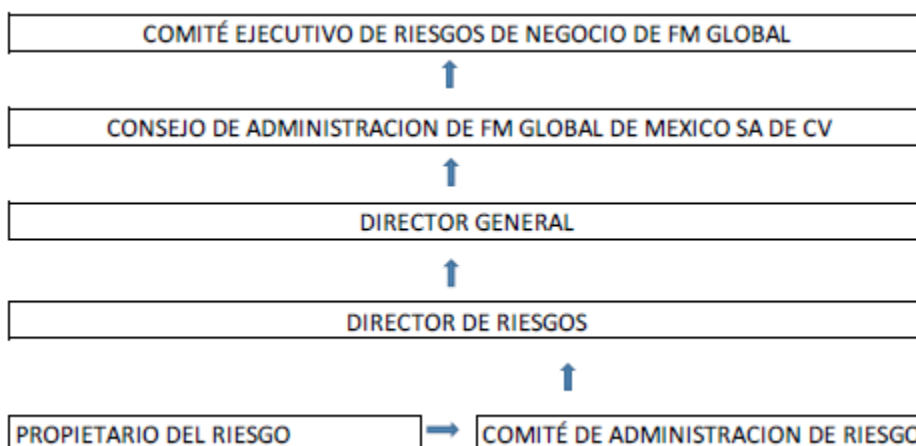 COMITÉ EJECUTIVO DE RIESGOS DE NEGOCIO DE FM GLOBAL
CONSEJO DE ADMINISTRACION DE FM GLOBAL DE MEXICO SA DE CV
DIRECTOR GENERAL
DIRECTOR DE RIESGOS
PROPIETARIO DEL RIESGO
COMITÉ DE ADMINISTRACION DE RIESGO